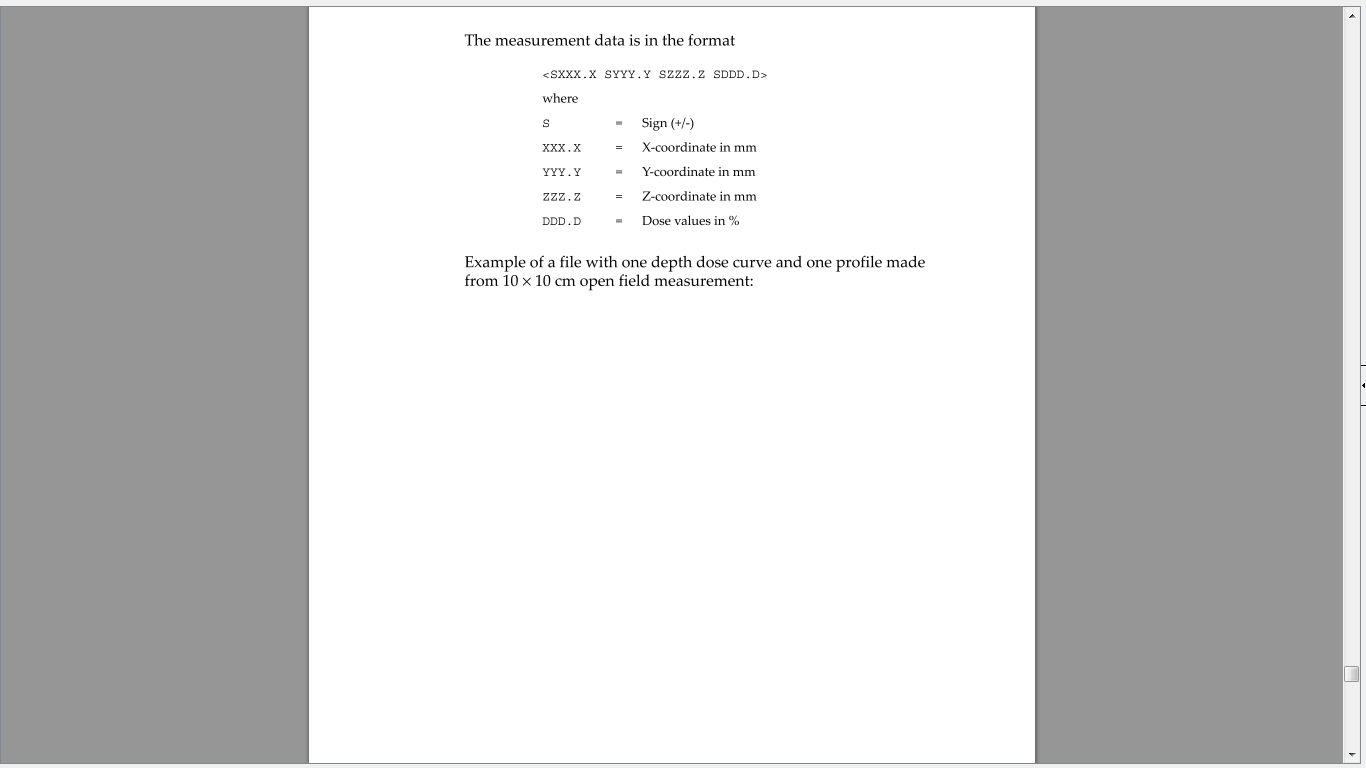 The measurement data is in the format
<SXXX.X SYYY.Y SZZZ.Z SDDD.D>
where
S = Sign (+/-)
XXX.X = X-coordinate in mm
YYY.Y = Y-coordinate in mm
ZZZ.Z = Z-coordinate in mm
DDD.D = Dose values in %
Example of a file with one depth dose curve and one profile made
from 10 × 10 cm open field measurement: